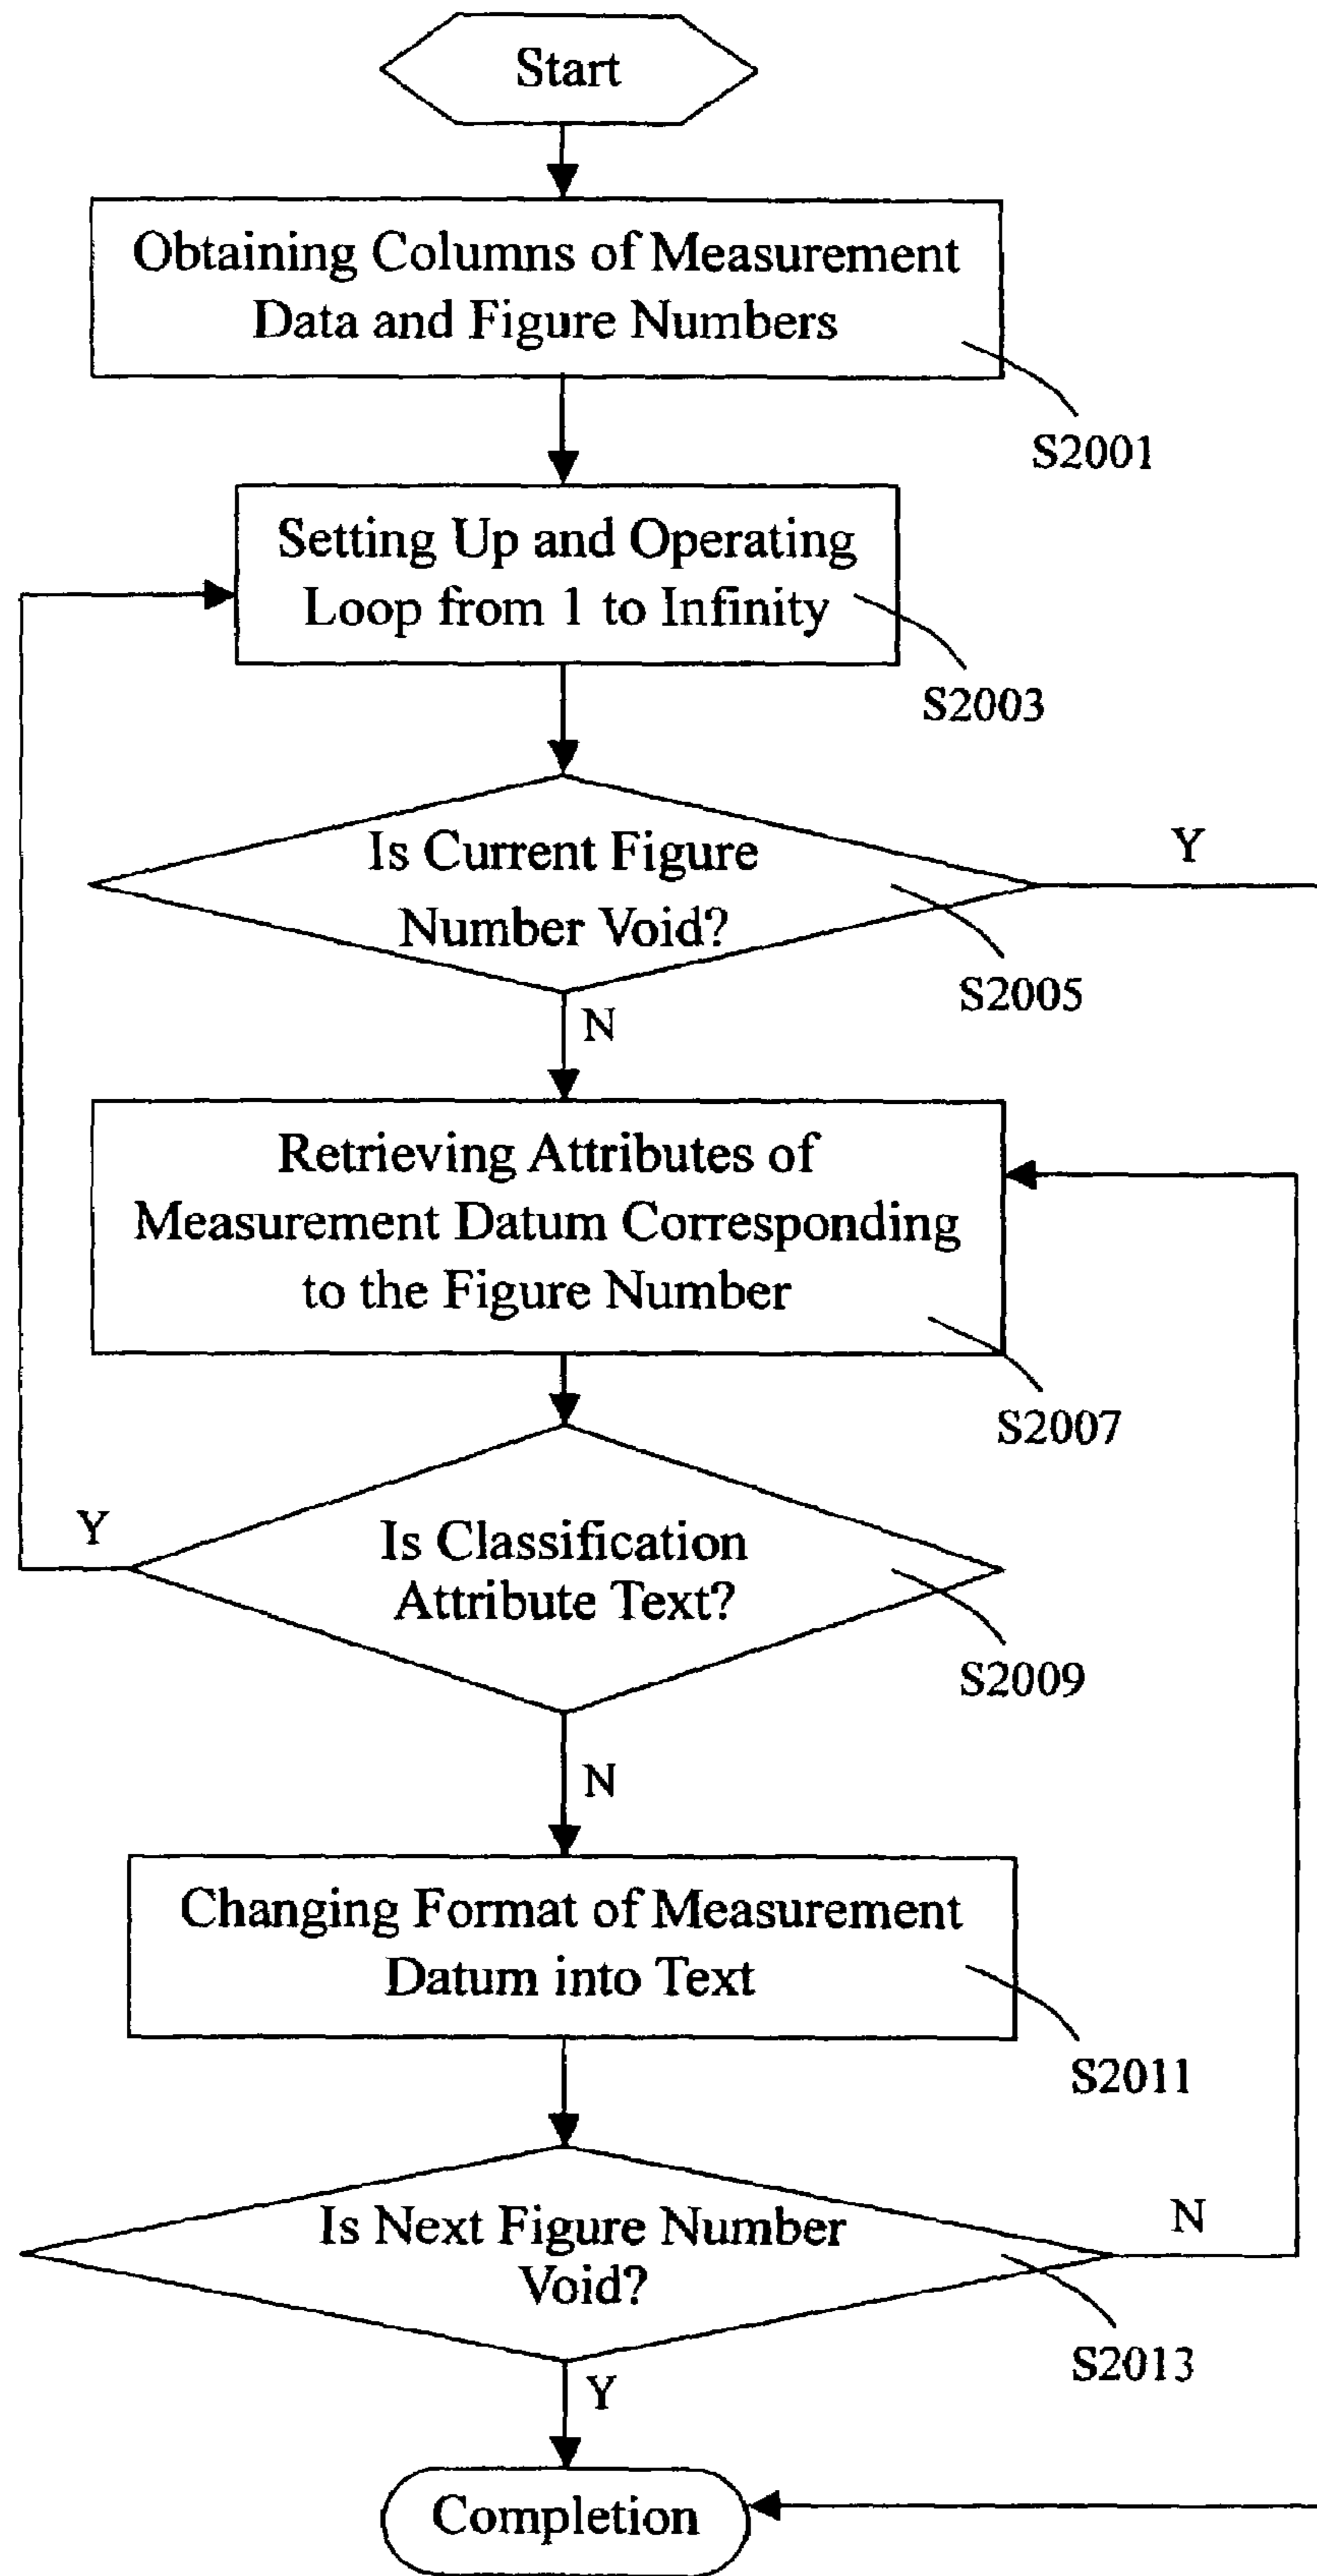 Start
Obtaining Columns of Measurement
Data and Figure Numbers
S2001
Setting Up and Operating
Loop from 1 to Infinity
S2003
Is Current Figure
Number Void?
Y
S2005
N
Retrieving Attributes of
Measurement Datum Corresponding
to the Figure Number
S2007
Y
Is Classification
Attribute Text?
S2009
N
Changing Format of Measurement
Datum into Text
S2011
Is Next Figure Number
Void?
N
S2013
Y
Completion